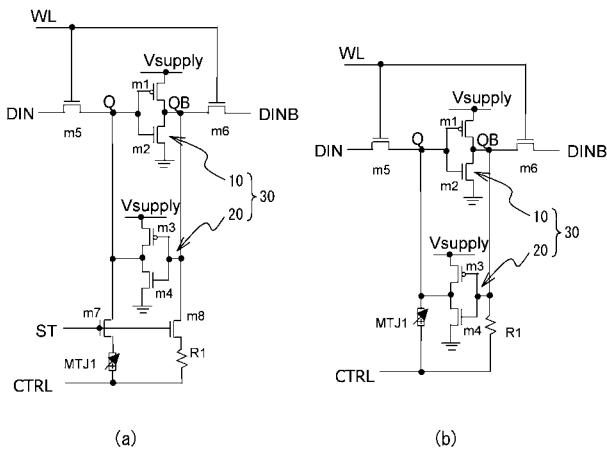 WL
Vsupply
m1
Q
QB
DIN
DINB
m5
m6
m2
10
30
Vsupply
20
m3
m4
m7
m8
ST
R1
MTJ1
CTRL
(a)
WL
Vsupply
m1
Q
QB
DIN
DINB
m5
m6
m2
10
30
Vsupply
20
m3
MTJ1
m4
R1
CTRL
(b)